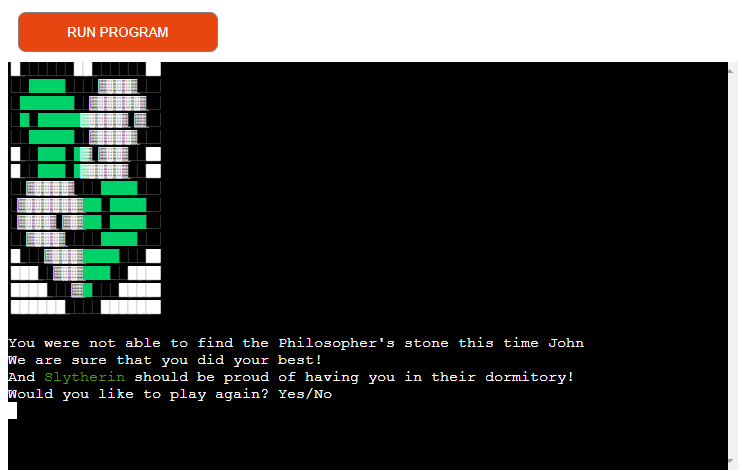 RUN PROGRAM
You were not able to find the Philosopher's stone this time John
We are sure that you did your best!
And Slytherin should be proud of having you in their dormitory!
Would you like to play again? Yes/No